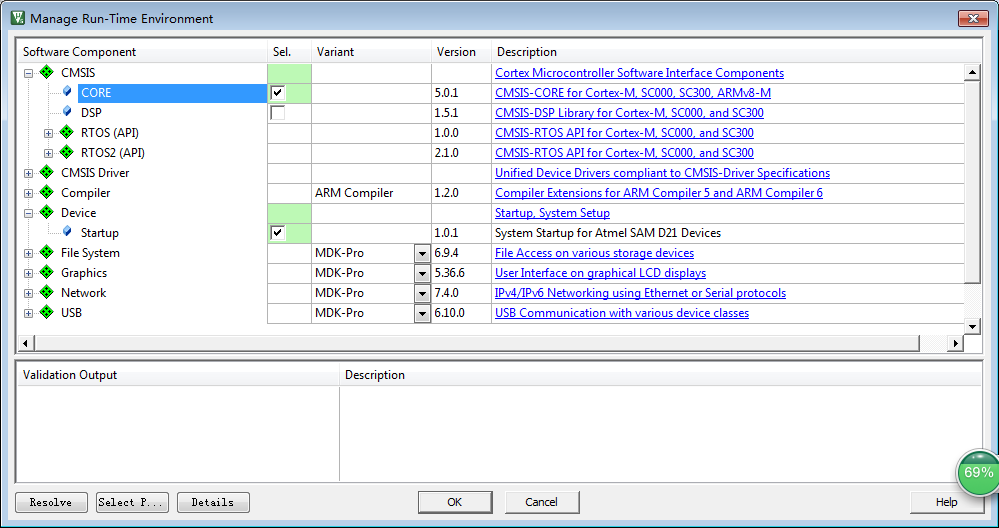 Manage Run-Time Environment
Software Component Sel. Variant Version Description
CMSIS Cortex Microcontroller Software Interface Components
CORE 5.0.1 CMSIS-CORE for Cortex-M, SC000, SC300, ARMv8-M
DSP 1.5.1 CMSIS-DSP Library for Cortex-M, SC000, and SC300
RTOS (API) 1.0.0 CMSIS-RTOS API for Cortex-M, SC000, and SC300
RTOS2 (API) 2.1.0 CMSIS-RTOS API for Cortex-M, SC000, and SC300
CMSIS Driver Unified Device Drivers compliant to CMSIS-Driver Specifications
Compiler ARM Compiler 1.2.0 Compiler Extensions for ARM Compiler 5 and ARM Compiler 6
Device Startup, System Setup
Startup 1.0.1 System Startup for Atmel SAM D21 Devices
File System MDK-Pro 6.9.4 File Access on various storage devices
Graphics MDK-Pro 5.36.6 User Interface on graphical LCD displays
Network MDK-Pro 7.4.0 IPv4/IPv6 Networking using Ethernet or Serial protocols
USB MDK-Pro 6.10.0 USB Communication with various device classes
Validation Output Description
69%
Resolve Select P... Details OK Cancel Help